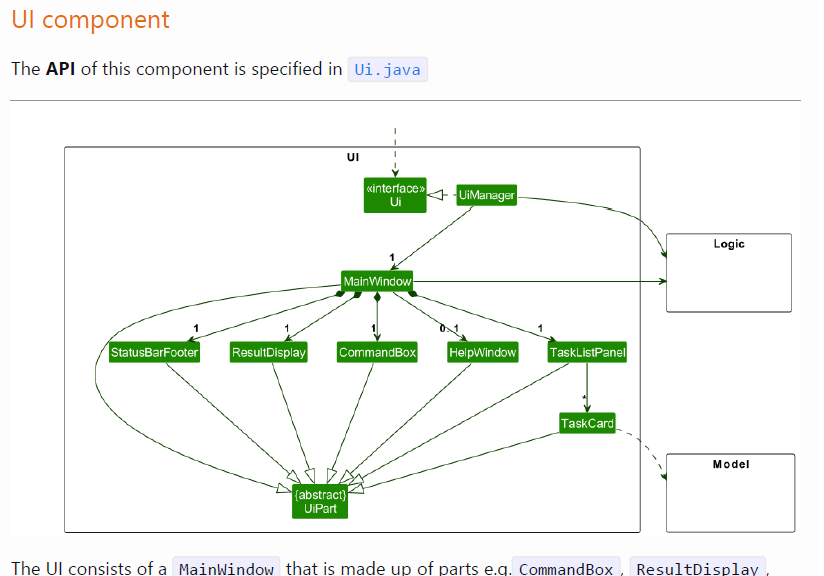 UI component
The API of this component is specified in Ui.java
UI
«interface»
Ui
UiManager
Logic
1
MainWindow
1
1
1
0..1
1
StatusBarFooter
ResultDisplay
CommandBox
HelpWindow
TaskListPanel
*
TaskCard
Model
{abstract}
UiPart
The UI consists of a MainWindow that is made up of parts e.g. CommandBox, ResultDisplay,